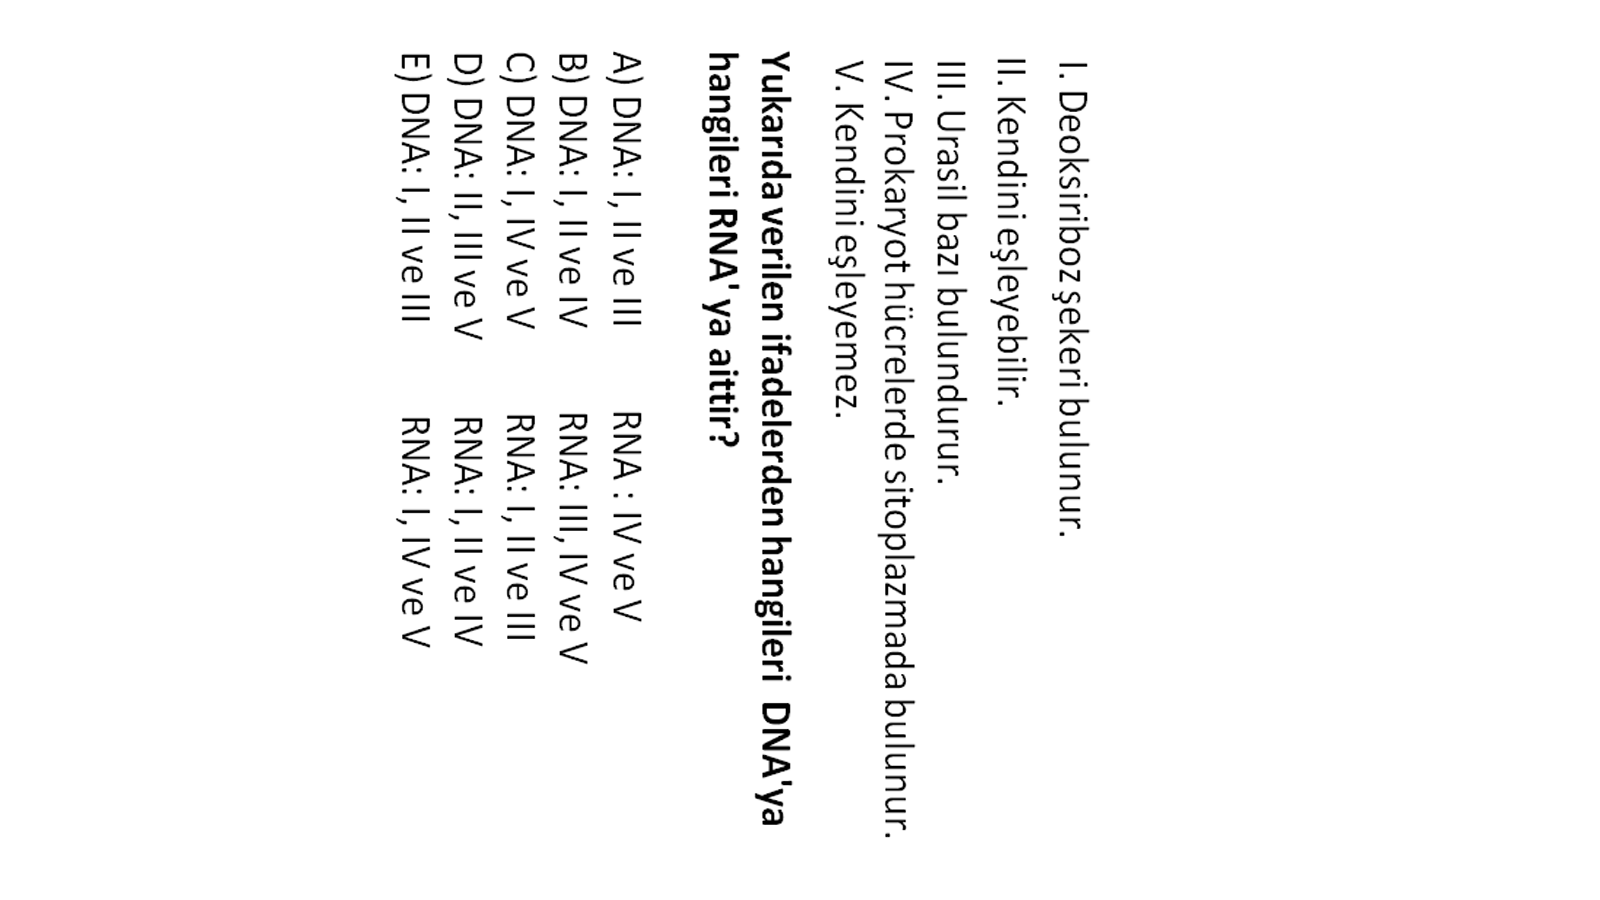 I. Deoksiriboz şekeri bulunur.
II. Kendini eşleyebilir.
III. Urasil bazı bulundurur.
IV. Prokaryot hücrelerde sitoplazmada bulunur.
V. Kendini eşleyemez.
Yukarıda verilen ifadelerden hangileri DNA'ya
hangileri RNA' ya aittir?
A) DNA: I, II ve III RNA : IV ve V
B) DNA: I, II ve IV RNA: III, IV ve V
C) DNA: I, IV ve V RNA: I, II ve III
D) DNA: II, III ve V RNA: I, II ve IV
E) DNA: I, II ve III RNA: I, IV ve V